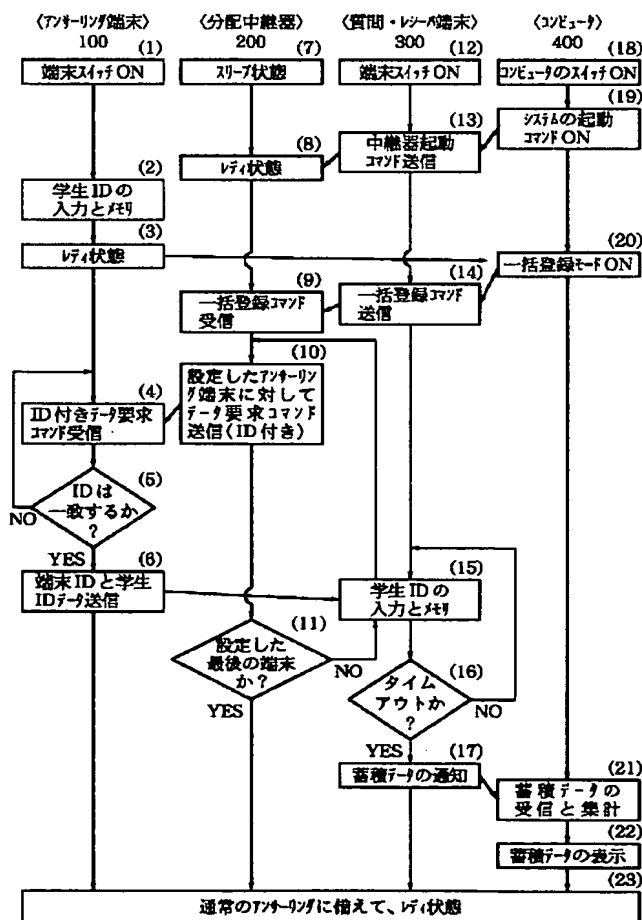 〈アンサーリング端末〉
100
〈分配中継器〉
200
〈質問・レシーバ端末〉
300
〈コンピュータ〉
400
(1)
端末スイッチON
(7)
スリープ状態
(12)
端末スイッチON
(18)
コンピュータのスイッチON
(19)
システムの起動
コマンドON
(13)
中継器起動
コマンド送信
(8)
レディ状態
(2)
学生IDの
入力とメモリ
(3)
レディ状態
(20)
一括登録モードON
(14)
一括登録コマンド
送信
(9)
一括登録コマンド
受信
(10)
設定したアンサーリン
グ端末に対して
データ要求コマンド
送信(ID付き)
(4)
ID付きデータ要求
コマンド受信
(5)
IDは
一致するか
?
NO
YES
(6)
端末IDと学生
IDデータ送信
(15)
学生IDの
入力とメモリ
(11)
設定した
最後の端末
か?
NO
YES
(16)
タイム
アウトか
?
NO
YES
(17)
蓄積データの通知
(21)
蓄積データの
受信と集計
(22)
蓄積データの表示
(23)
通常のアンサーリングに備えて、レディ状態